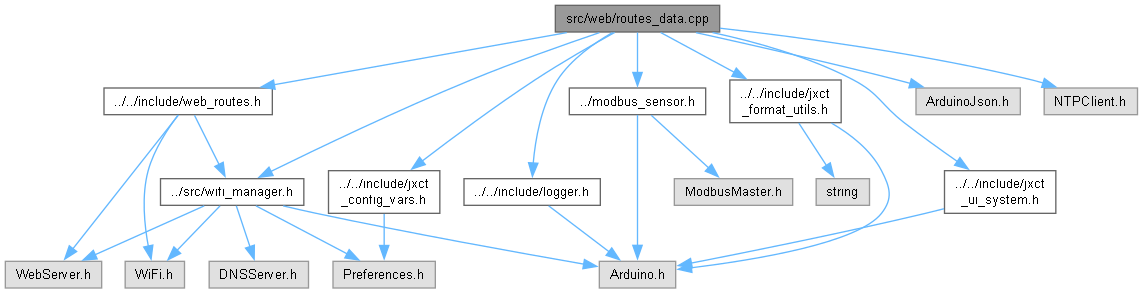 src/web/routes_data.cpp
../../include/web_routes.h
../modbus_sensor.h
../../include/jxct
_format_utils.h
ArduinoJson.h
NTPClient.h
../src/wifi_manager.h
../../include/jxct
_config_vars.h
../../include/logger.h
ModbusMaster.h
string
../../include/jxct
_ui_system.h
WebServer.h
WiFi.h
DNSServer.h
Preferences.h
Arduino.h